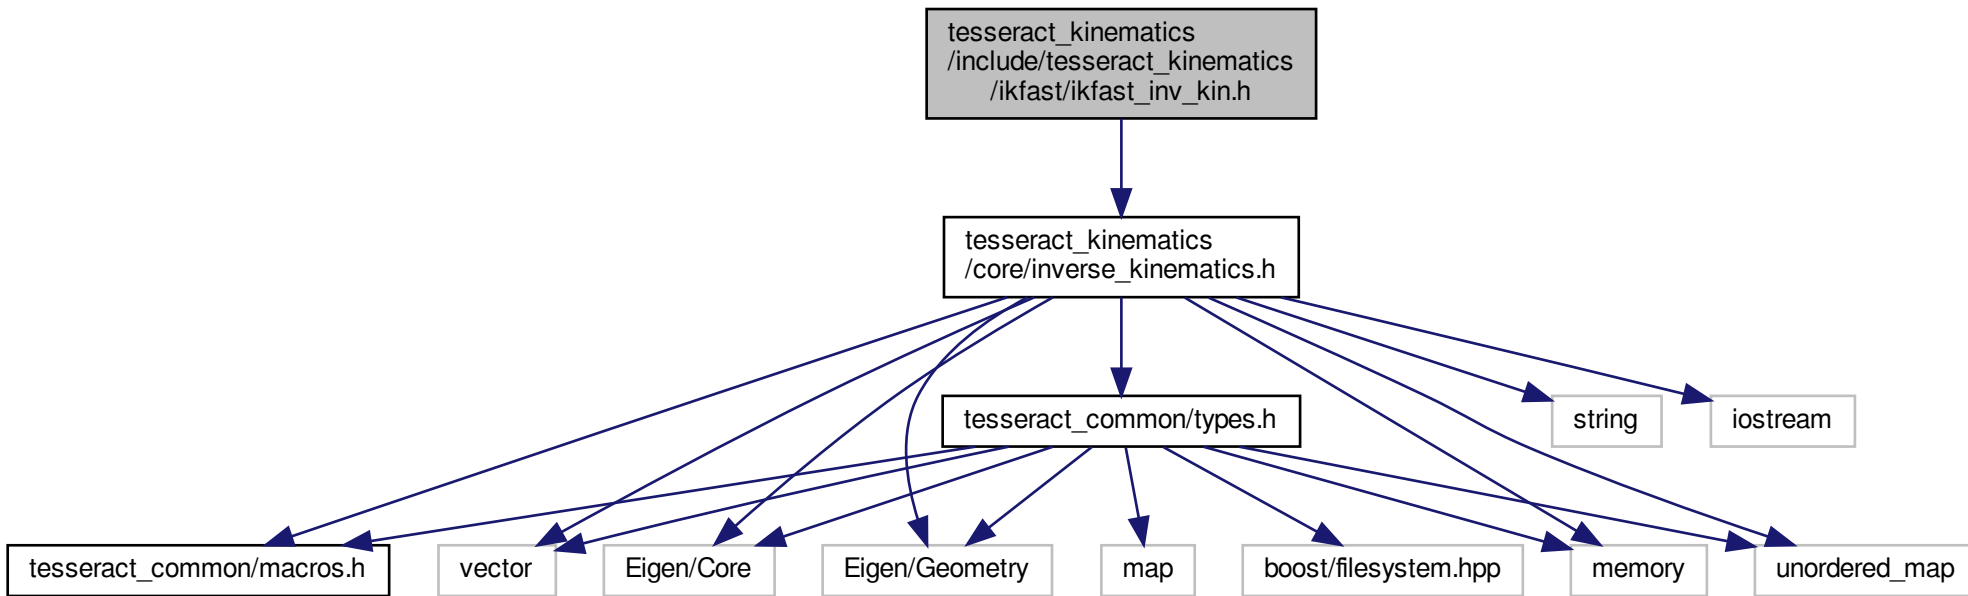 tesseract_kinematics
/include/tesseract_kinematics
/ikfast/ikfast_inv_kin.h
tesseract_kinematics
/core/inverse_kinematics.h
tesseract_common/types.h
string
iostream
tesseract_common/macros.h
vector
Eigen/Core
Eigen/Geometry
map
boost/filesystem.hpp
memory
unordered_map